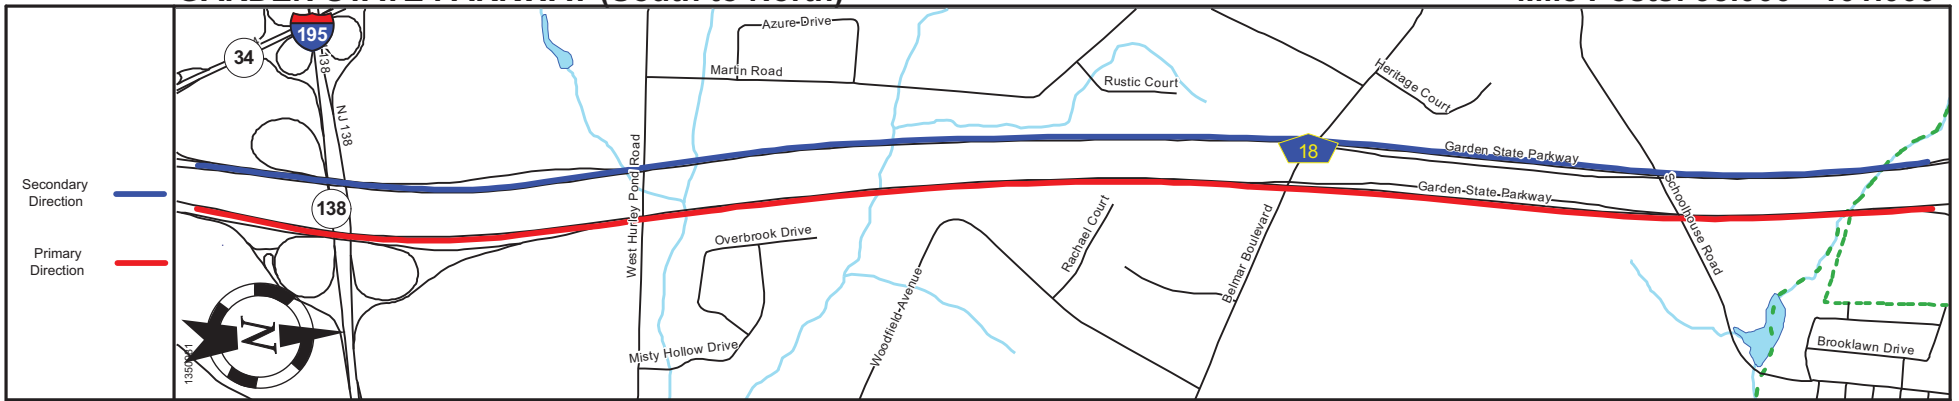 Secondary
Direction
Primary
Direction
195
34
138
NJ 138
138
1350031
N
West Hurley Pond Road
Azure Drive
Martin Road
Rustic Court
Heritage Court
18
Garden State Parkway
Garden State Parkway
Schoolhouse Road
Overbrook Drive
Misty Hollow Drive
Woodfield Avenue
Rachael Court
Belmar Boulevard
Brooklawn Drive